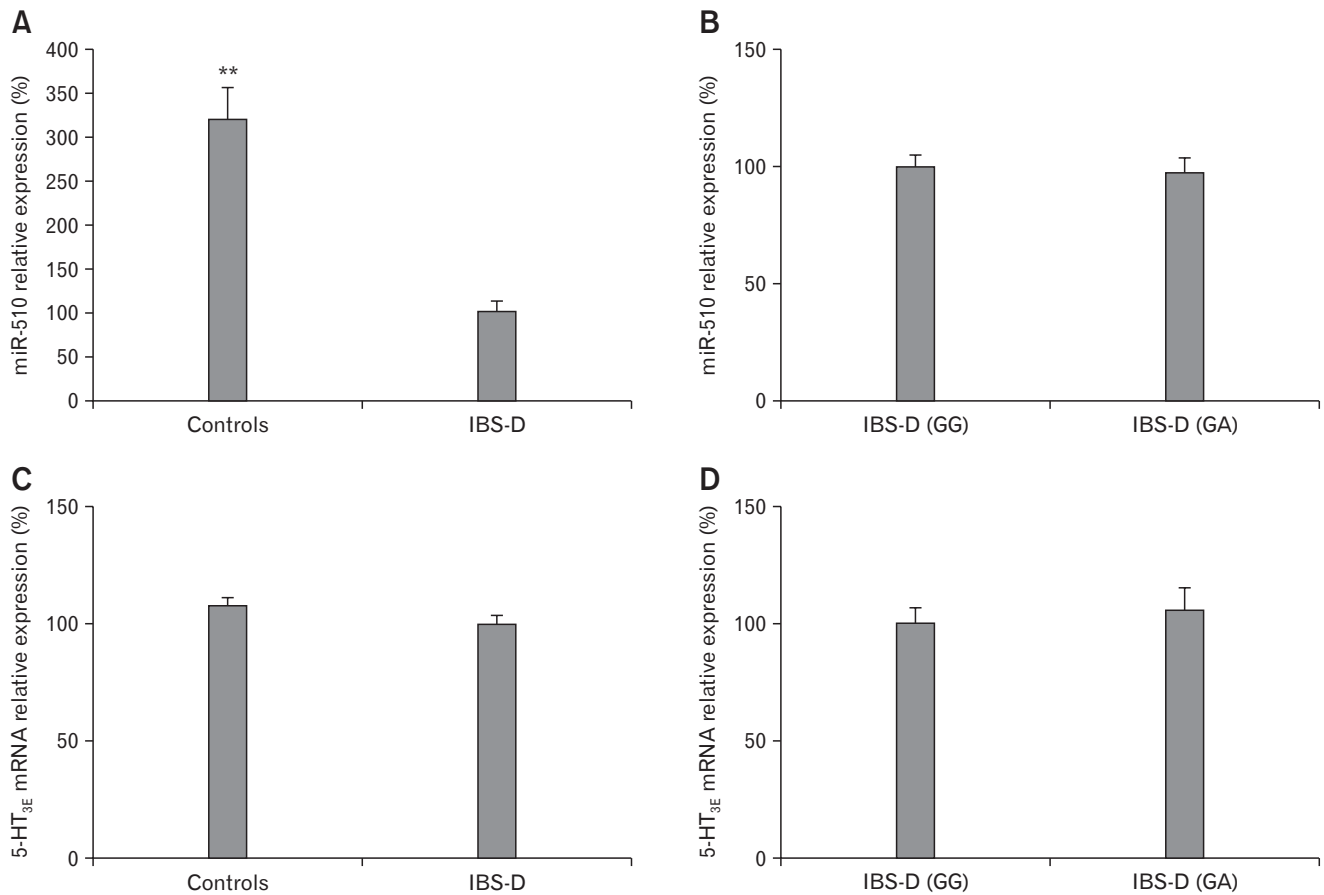 A
miR-510 relative expression (%)
400
350
300
250
200
150
100
50
0
**
Controls
IBS-D
B
miR-510 relative expression (%)
150
100
50
0
IBS-D (GG)
IBS-D (GA)
C
5-HT3E mRNA relative expression (%)
150
100
50
0
Controls
IBS-D
D
5-HT3E mRNA relative expression (%)
150
100
50
0
IBS-D (GG)
IBS-D (GA)